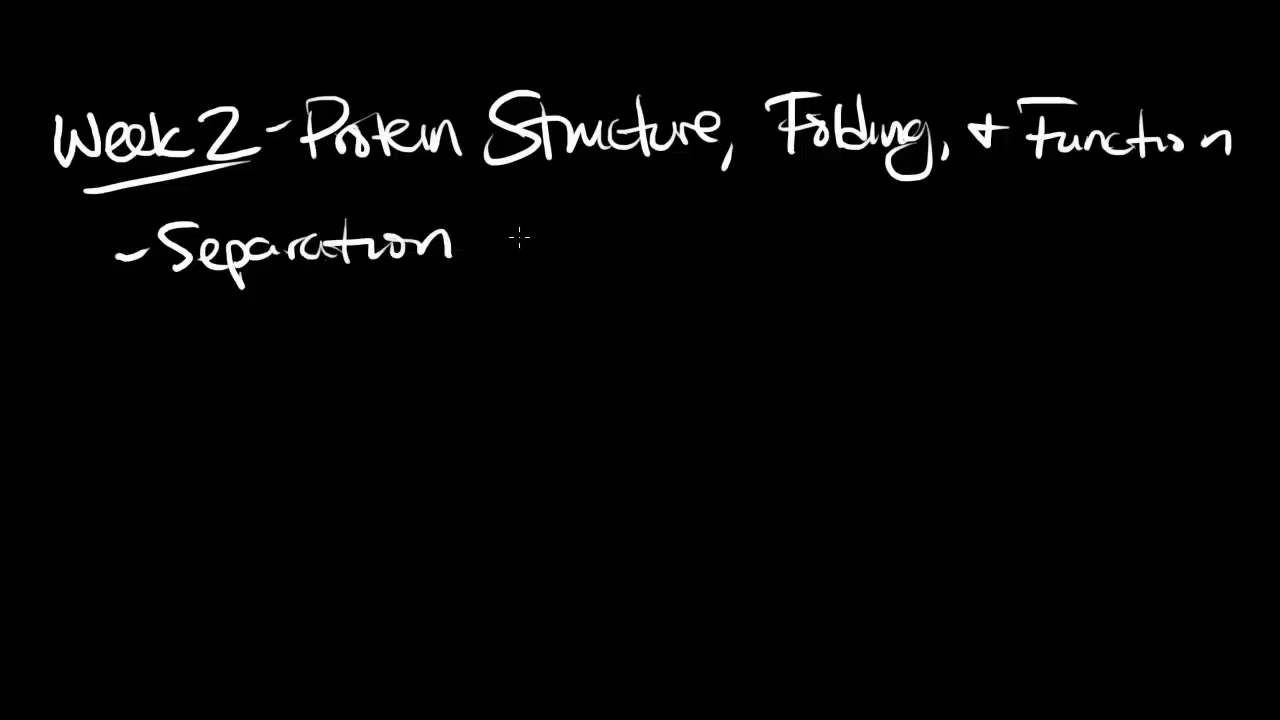 Week 2 - Protein Structure, Folding, & Function
- Separation